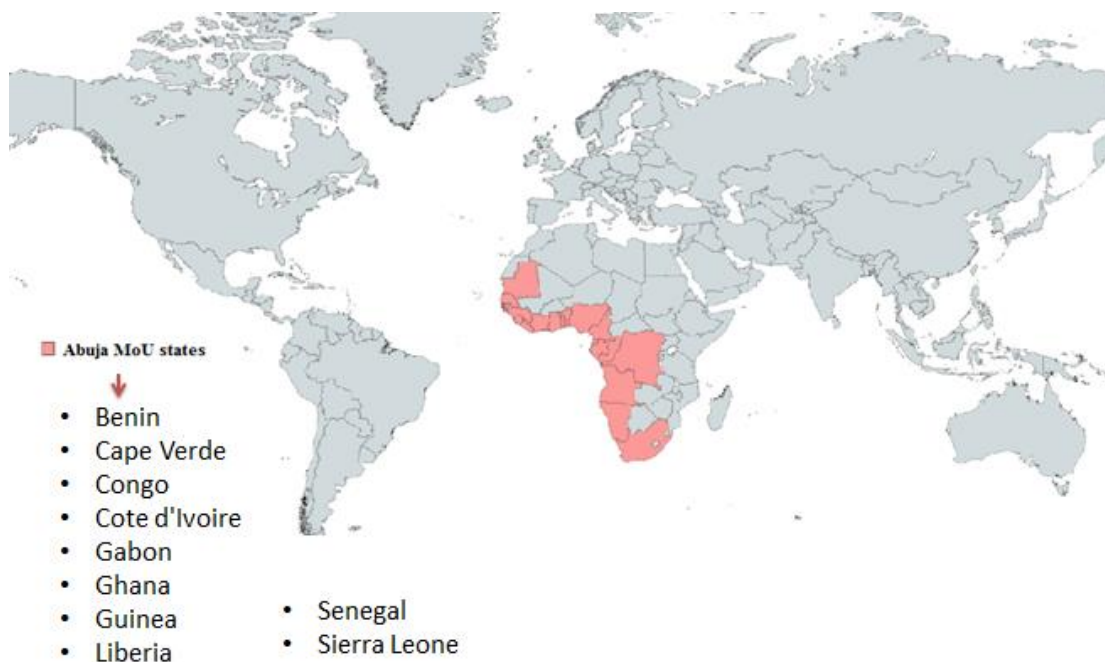 Abuja MoU states
• Benin
• Cape Verde
• Congo
• Cote d'Ivoire
• Gabon
• Ghana
• Guinea
• Liberia
• Senegal
• Sierra Leone